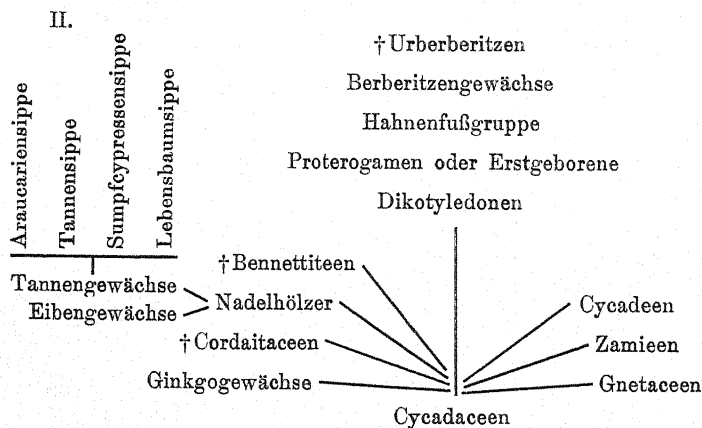 II.
Araucariensippe
Tannensippe
Sumpfcypressensippe
Lebensbaumsippe
†Urberberitzen
Berberitzengewächse
Hahnenfußgruppe
Proterogamen oder Erstgeborene
Dikotyledonen
†Bennettiteen
Tannengewächse
Eibengewächse
Nadelhölzer
†Cordaitaceen
Ginkgogewächse
Cycadeen
Zamieen
Gnetaceen
Cycadaceen